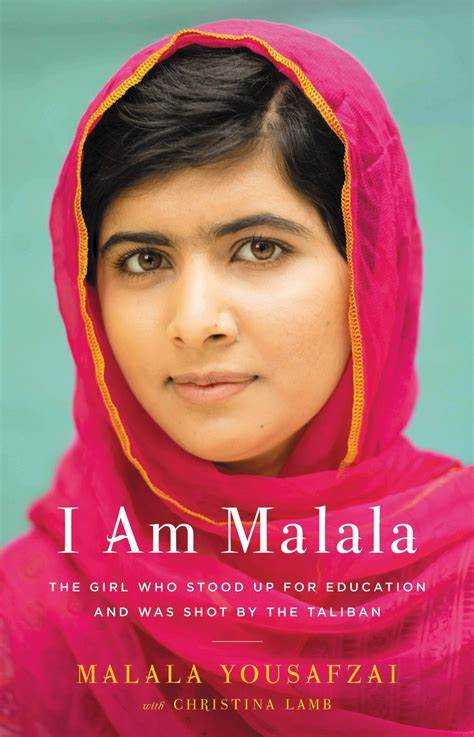 I Am Malala
THE GIRL WHO STOOD UP FOR EDUCATION
AND WAS SHOT BY THE TALIBAN
MALALA YOUSAFZAI
with CHRISTINA LAMB